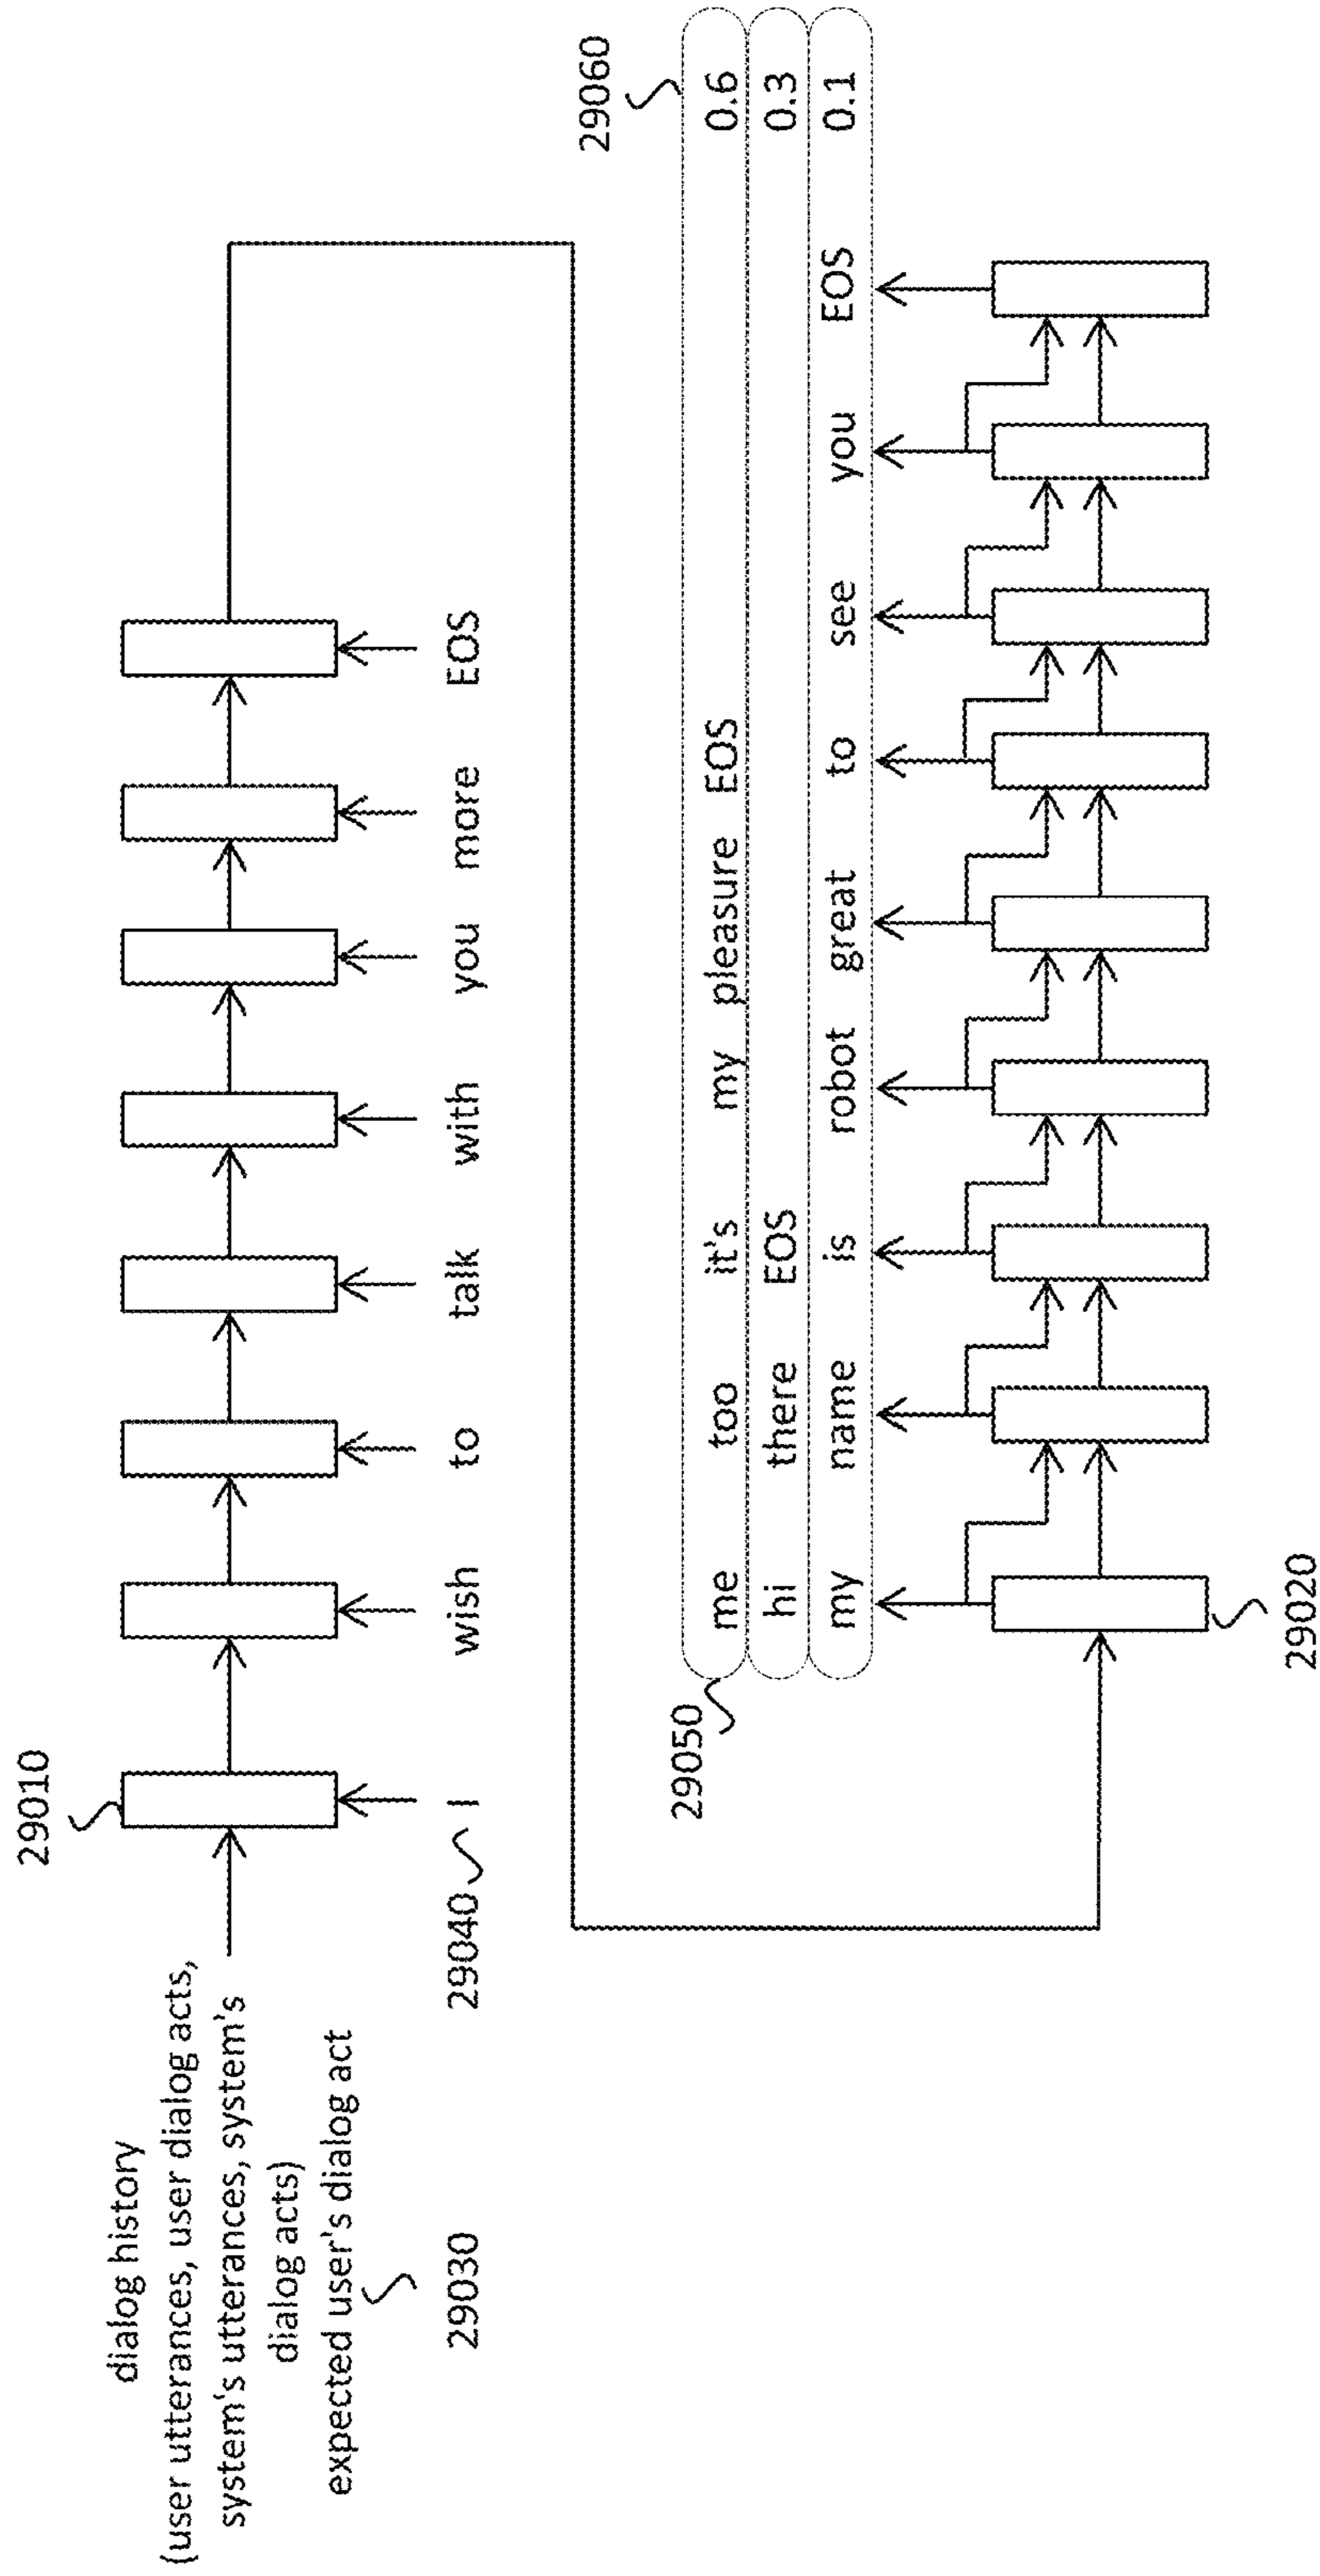 dialog history
(user utterances, user dialog acts,
system's utterances, system's
dialog acts)
expected user's dialog act
29030
29010
29040
I wish to talk with you more EOS
29060
29050
me too it's my pleasure EOS 0.6
hi there EOS 0.3
my name is robot great to see you EOS 0.1
29020